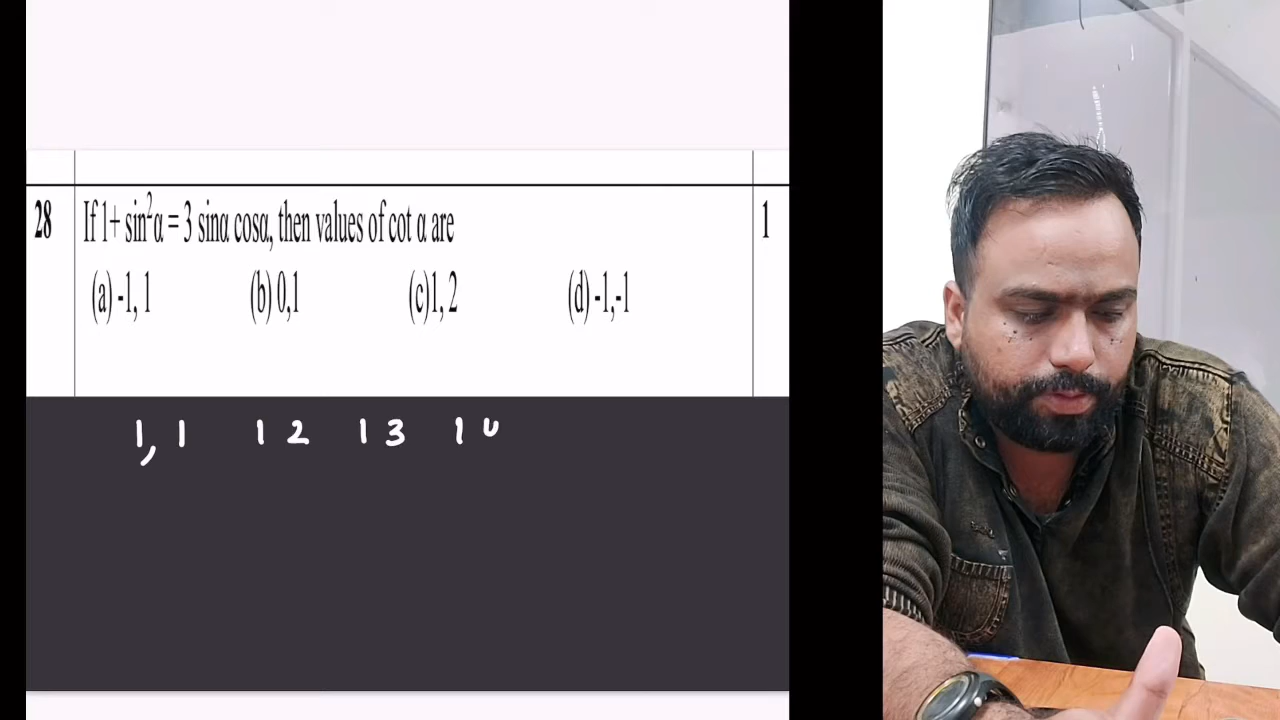 28 If 1+ sin²α = 3 sinα cosα, then values of cot α are 1
(a) -1, 1 (b) 0,1 (c)1, 2 (d) -1,-1
1, 1 1 2 1 3 1 4